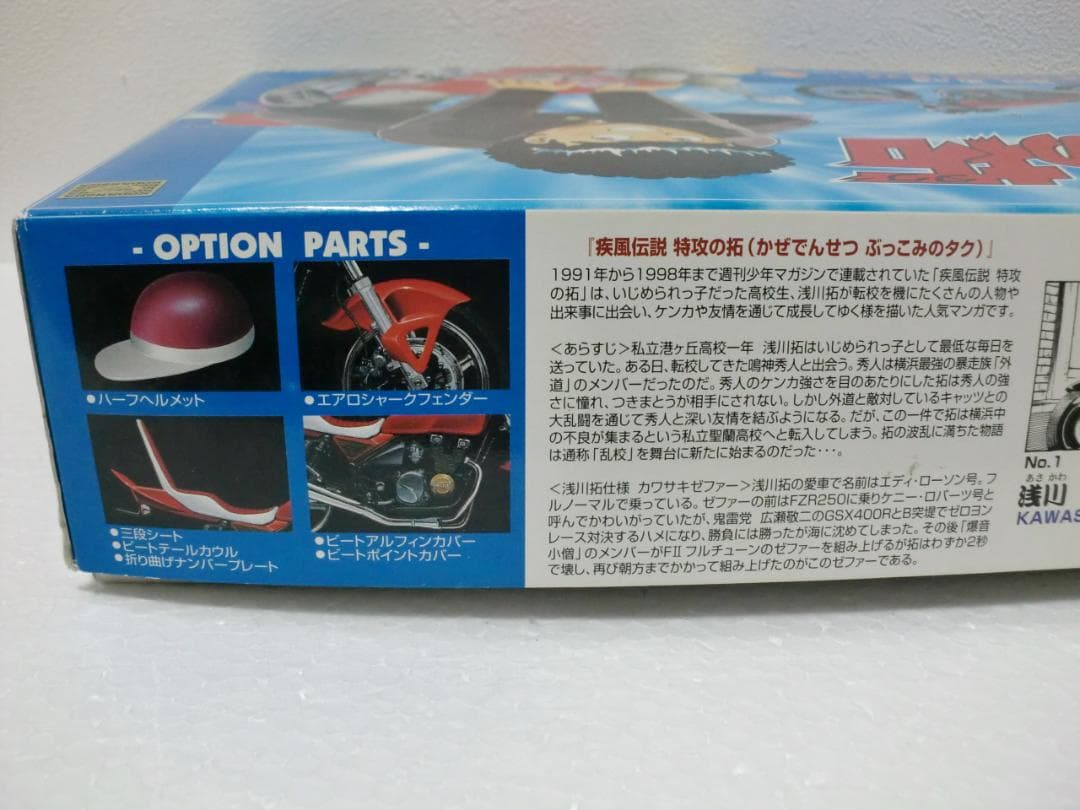 - OPTION PARTS -
●ハーフヘルメット
●エアロシャークフェンダー
●三段シート
●ビートテールカウル
●折り曲げナンバープレート
●ビートアルフィンカバー
●ビートポイントカバー
『疾風伝説 特攻の拓(かぜでんせつ ぶっこみのタク)』
1991年から1998年まで週刊少年マガジンで連載されていた「疾風伝説 特攻
の拓」は、いじめられっ子だった高校生、浅川拓が転校を機にたくさんの人物や
出来事に出会い、ケンカや友情を通じて成長してゆく様を描いた人気マンガです。
<あらすじ>私立港ヶ丘高校一年 浅川拓はいじめられっ子として最低な毎日を
送っていた。ある日、転校してきた鳴神秀人と出会う。秀人は横浜最強の暴走族「外
道」のメンバーだったのだ。秀人のケンカ強さを目のあたりにした拓は秀人の強
さに憧れ、つきまとうが相手にされない。しかし外道と敵対しているキャッツとの
大乱闘を通じて秀人と深い友情を結ぶようになる。だが、この一件で拓は横浜中
の不良が集まるという私立聖蘭高校へと転入してしまう。拓の波乱に満ちた物語
は通称「乱校」を舞台に新たに始まるのだった・・・。
<浅川拓仕様 カワサキゼファー>浅川拓の愛車で名前はエディ・ローソン号。フ
ルノーマルで乗っている。ゼファーの前はFZR250に乗りケニー・ロバーツ号と
呼んでかわいがっていたが、鬼雷党 広瀬敬二のGSX400RとB突堤でゼロヨン
レース対決するハメになり、勝負には勝ったが海に沈めてしまった。その後「爆音
小僧」のメンバーがFⅡフルチューンのゼファーを組み上げるが拓はわずか2秒
で壊し、再び朝方までかかって組み上げたのがこのゼファーである。
No.1
あさ かわ
浅川
KAWAS